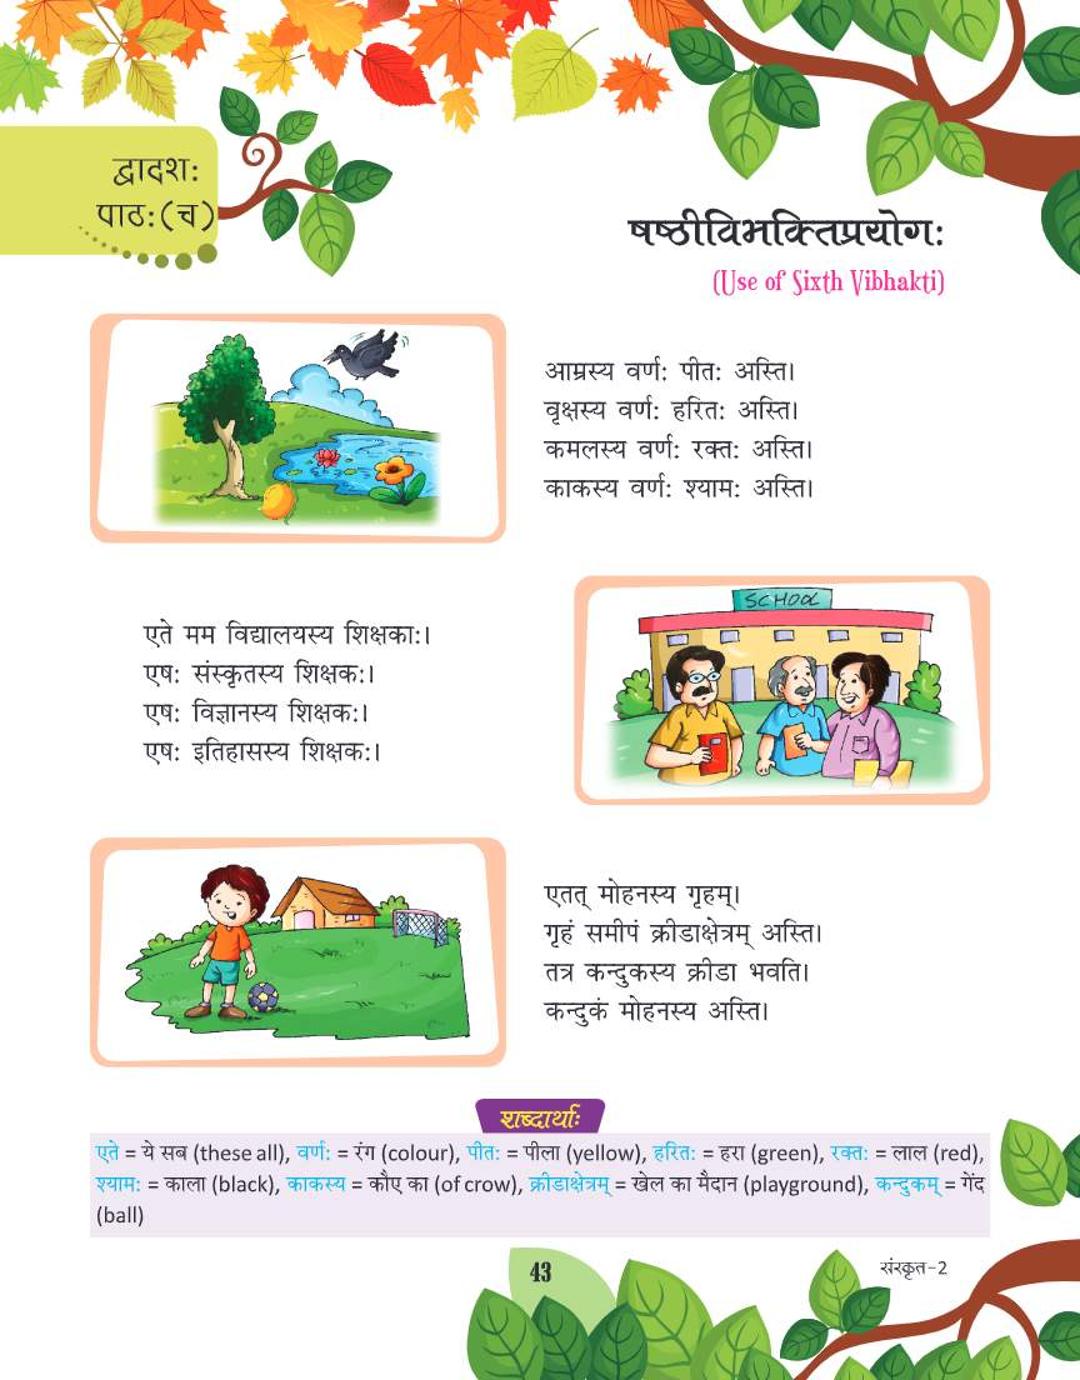 द्वादशः
पाठः(च)
षष्ठीविभक्तिप्रयोगः
(Use of Sixth Vibhakti)
आम्रस्य वर्णः पीतः अस्ति।
वृक्षस्य वर्णः हरितः अस्ति।
कमलस्य वर्णः रक्तः अस्ति।
काकस्य वर्णः श्यामः अस्ति।
SCHOOL
एते मम विद्यालयस्य शिक्षकाः।
एषः संस्कृतस्य शिक्षकः।
एषः विज्ञानस्य शिक्षकः।
एषः इतिहासस्य शिक्षकः।
एतत् मोहनस्य गृहम्।
गृहं समीपं क्रीडाक्षेत्रम् अस्ति।
तत्र कन्दुकस्य क्रीडा भवति।
कन्दुकं मोहनस्य अस्ति।
शब्दार्थाः
एते = ये सब (these all), वर्णः = रंग (colour), पीतः = पीला (yellow), हरितः = हरा (green), रक्तः = लाल (red),
श्यामः = काला (black), काकस्य = कौए का (of crow), क्रीडाक्षेत्रम् = खेल का मैदान (playground), कन्दुकम् = गेंद
(ball)
43
संस्कृत-2